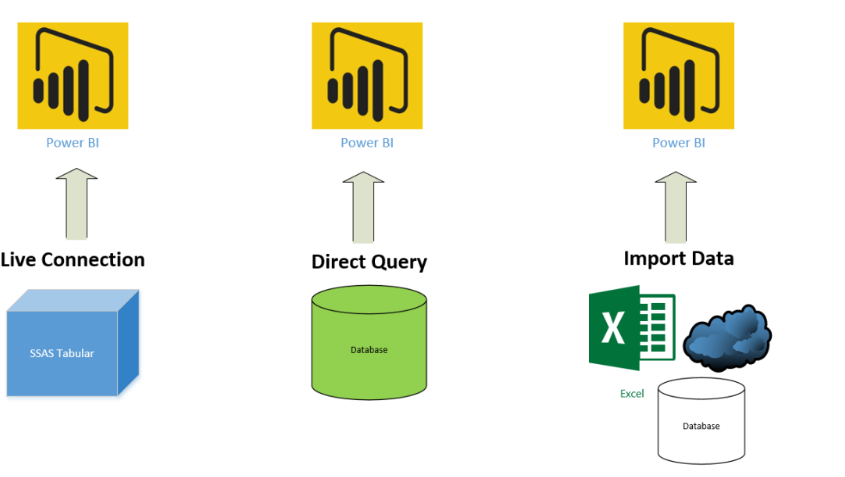 Power BI
Power BI
Power BI
Live Connection
Direct Query
Import Data
SSAS Tabular
Database
X
Excel
Database